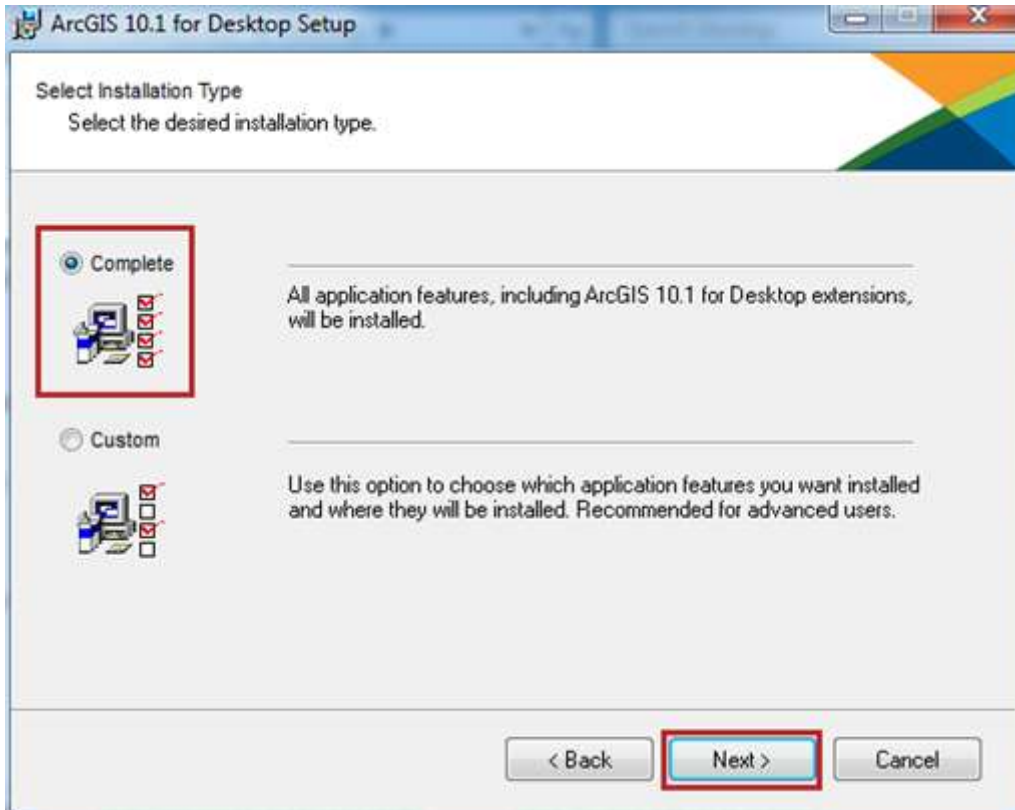 ArcGIS 10.1 for Desktop Setup
Select Installation Type
Select the desired installation type.
Complete
All application features, including ArcGIS 10.1 for Desktop extensions,
will be installed.
Custom
Use this option to choose which application features you want installed
and where they will be installed. Recommended for advanced users.
< Back
Next >
Cancel